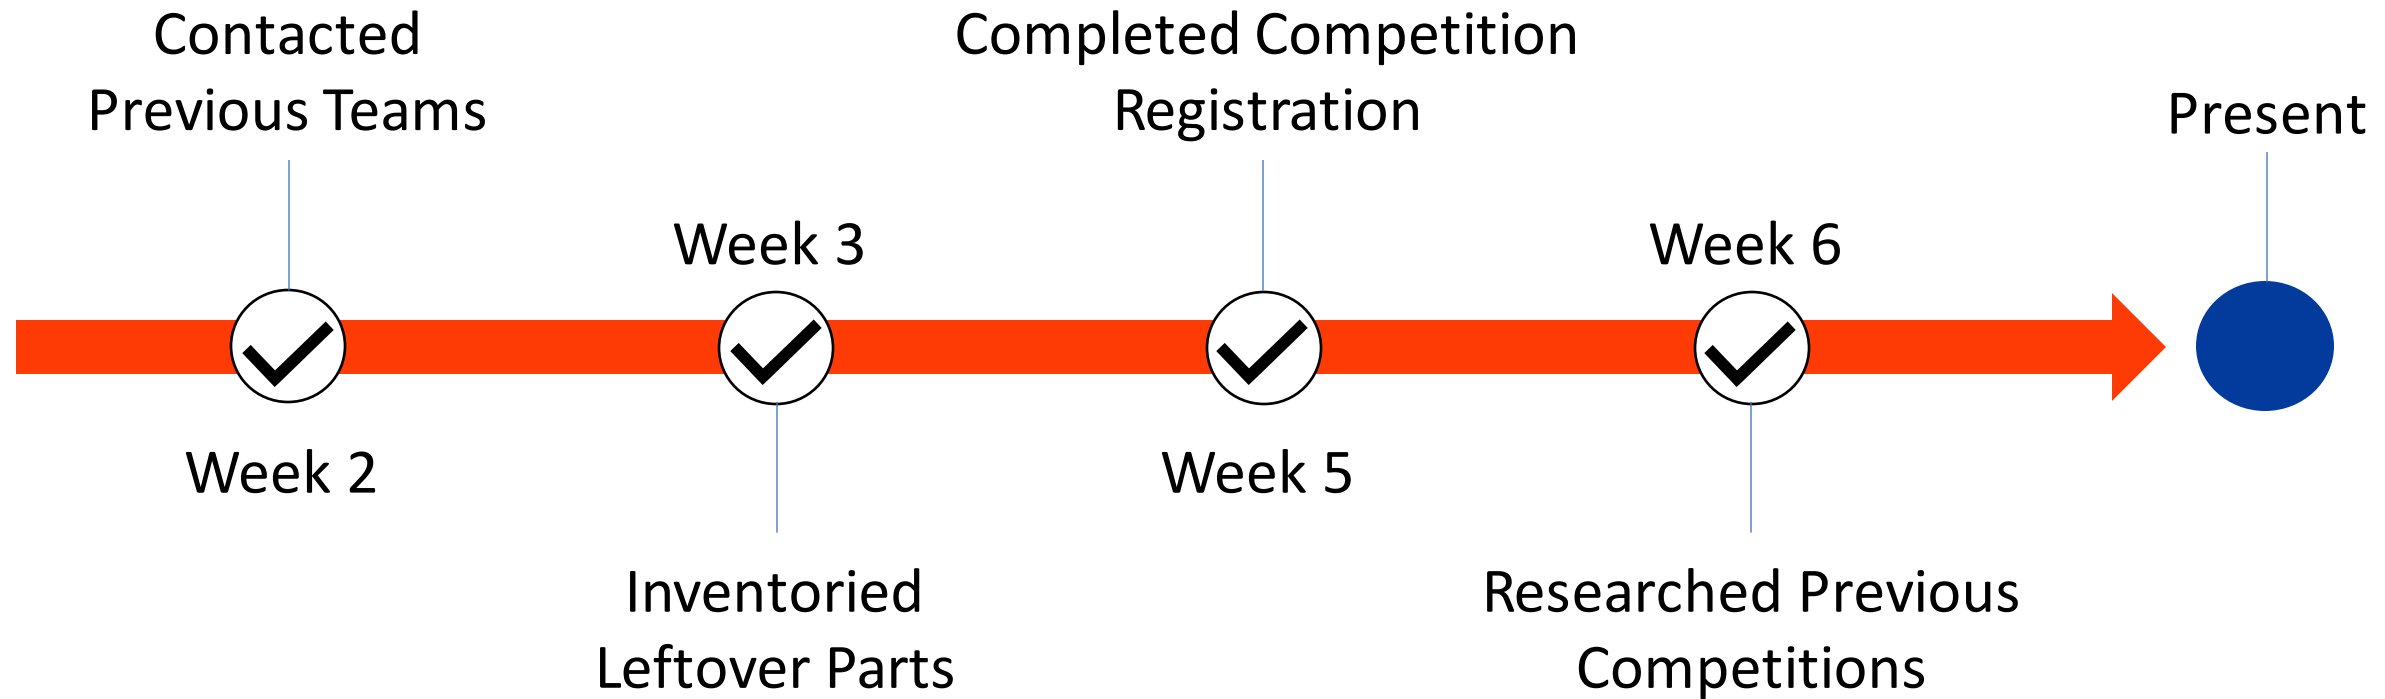 Contacted
Previous Teams
Week 2
Week 3
Inventoried
Leftover Parts
Completed Competition
Registration
Week 5
Week 6
Researched Previous
Competitions
Present